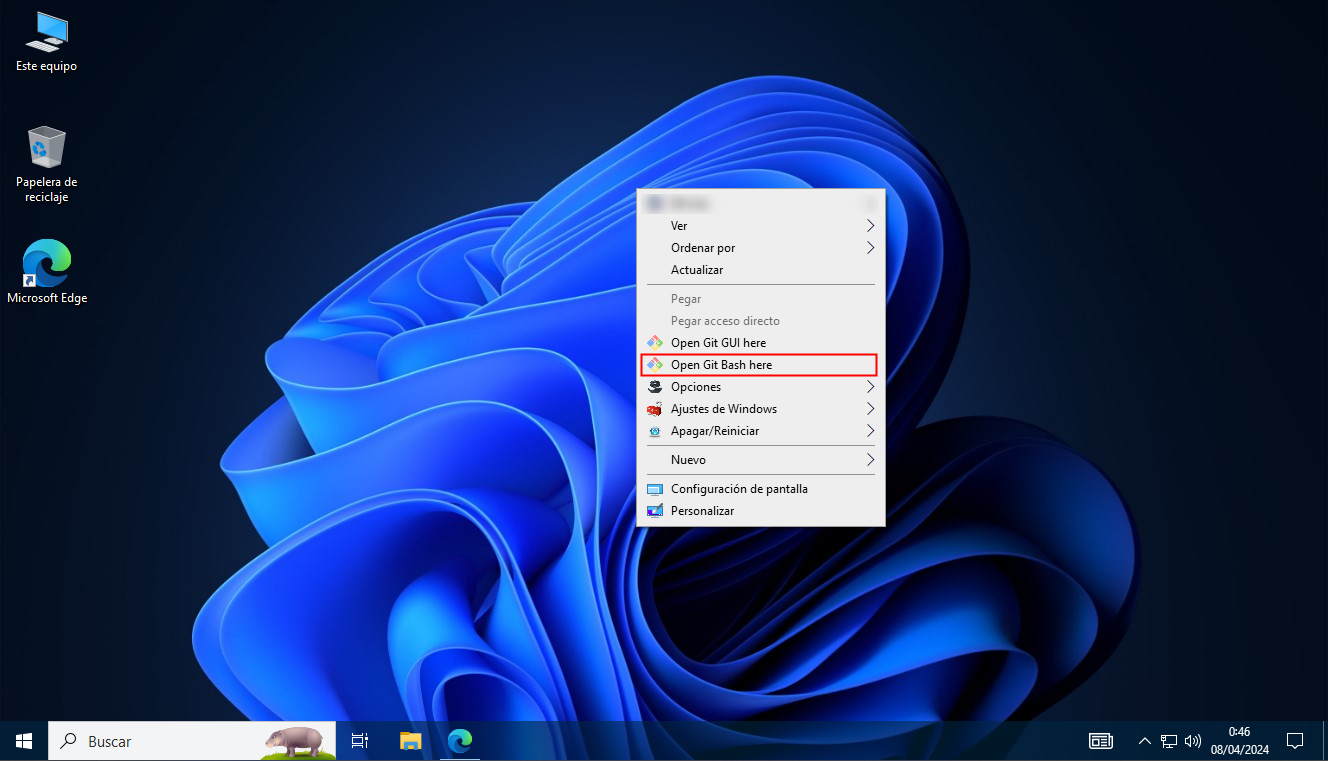 Este equipo
Papelera de
reciclaje
Microsoft Edge
Ver
Ordenar por
Actualizar
Pegar
Pegar acceso directo
Open Git GUI here
Open Git Bash here
Opciones
Ajustes de Windows
Apagar/Reiniciar
Nuevo
Configuración de pantalla
Personalizar
Buscar
0:46
08/04/2024